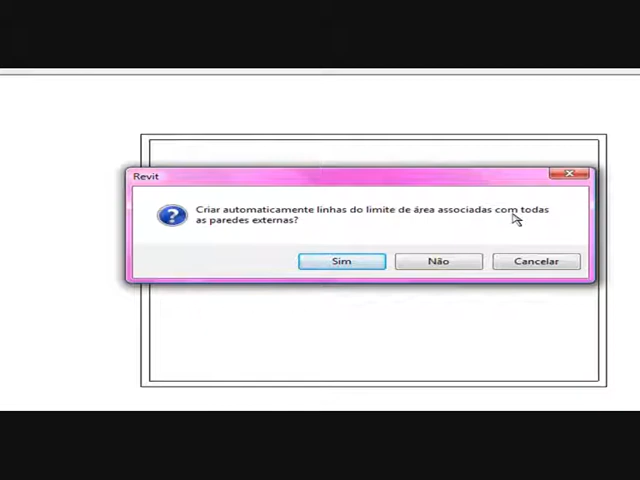 Revit
Criar automaticamente linhas do limite de área associadas com todas
as paredes externas?
Sim
Não
Cancelar